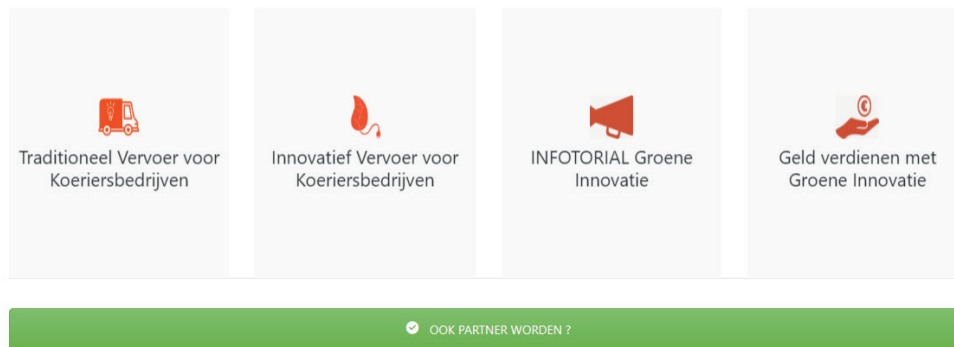 Traditioneel Vervoer voor
Koeriersbedrijven
Innovatief Vervoer voor
Koeriersbedrijven
INFOTORIAL Groene
Innovatie
Geld verdienen met
Groene Innovatie
OOK PARTNER WORDEN ?